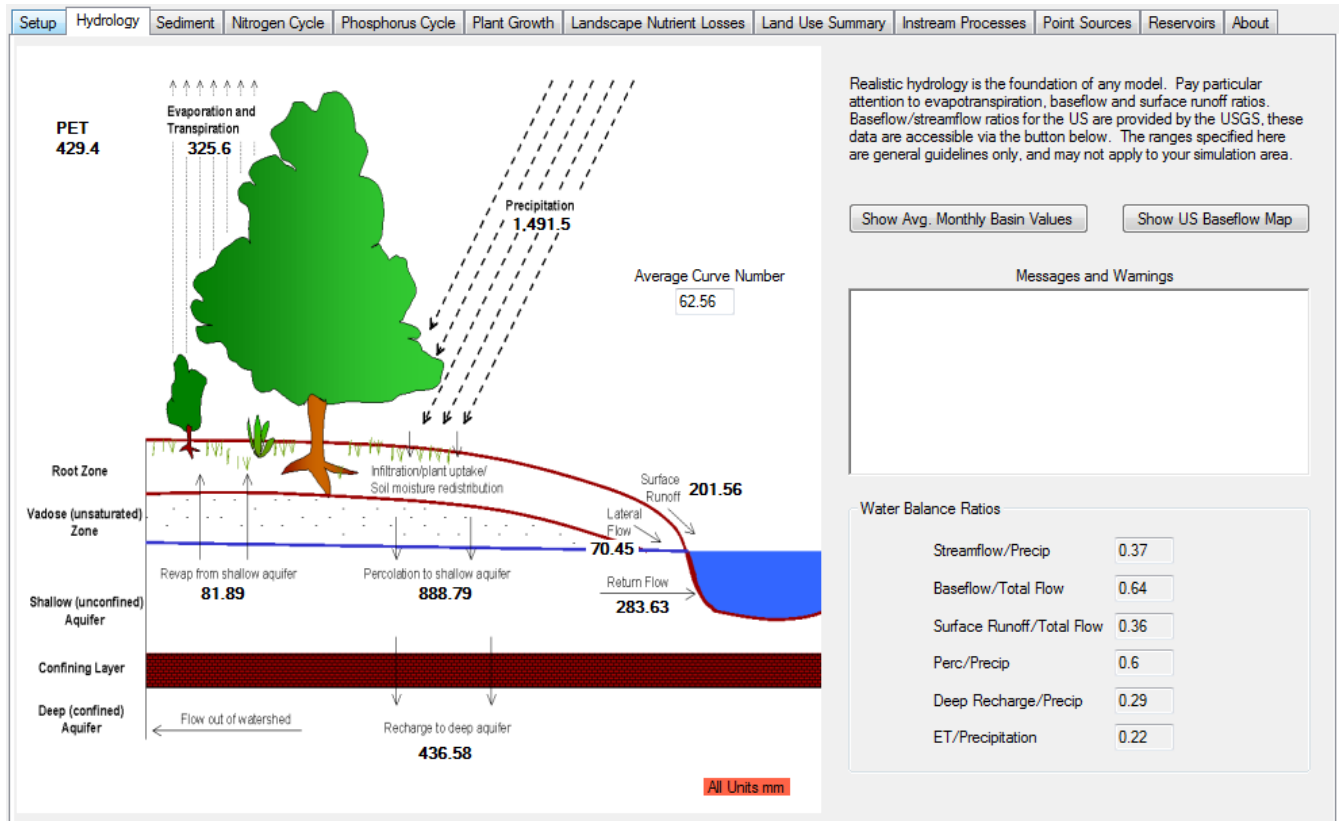 Setup Hydrology Sediment Nitrogen Cycle Phosphorus Cycle Plant Growth Landscape Nutrient Losses Land Use Summary Instream Processes Point Sources Reservoirs About
PET
429.4
Evaporation and
Transpiration
325.6
Precipitation
1,491.5
Average Curve Number
62.56
Root Zone
Infiltration/plant uptake/
Soil moisture redistribution
Surface
Runoff
201.56
Vadose (unsaturated)
Zone
Lateral
Flow
70.45
Revap from shallow aquifer
81.89
Percolation to shallow aquifer
888.79
Return Flow
283.63
Shallow (unconfined)
Aquifer
Confining Layer
Deep (confined)
Aquifer
Flow out of watershed
Recharge to deep aquifer
436.58
All Units mm
Realistic hydrology is the foundation of any model. Pay particular
attention to evapotranspiration, baseflow and surface runoff ratios.
Baseflow/streamflow ratios for the US are provided by the USGS, these
data are accessible via the button below. The ranges specified here
are general guidelines only, and may not apply to your simulation area.
Show Avg. Monthly Basin Values Show US Baseflow Map
Messages and Warnings
Water Balance Ratios
Streamflow/Precip 0.37
Baseflow/Total Flow 0.64
Surface Runoff/Total Flow 0.36
Perc/Precip 0.6
Deep Recharge/Precip 0.29
ET/Precipitation 0.22